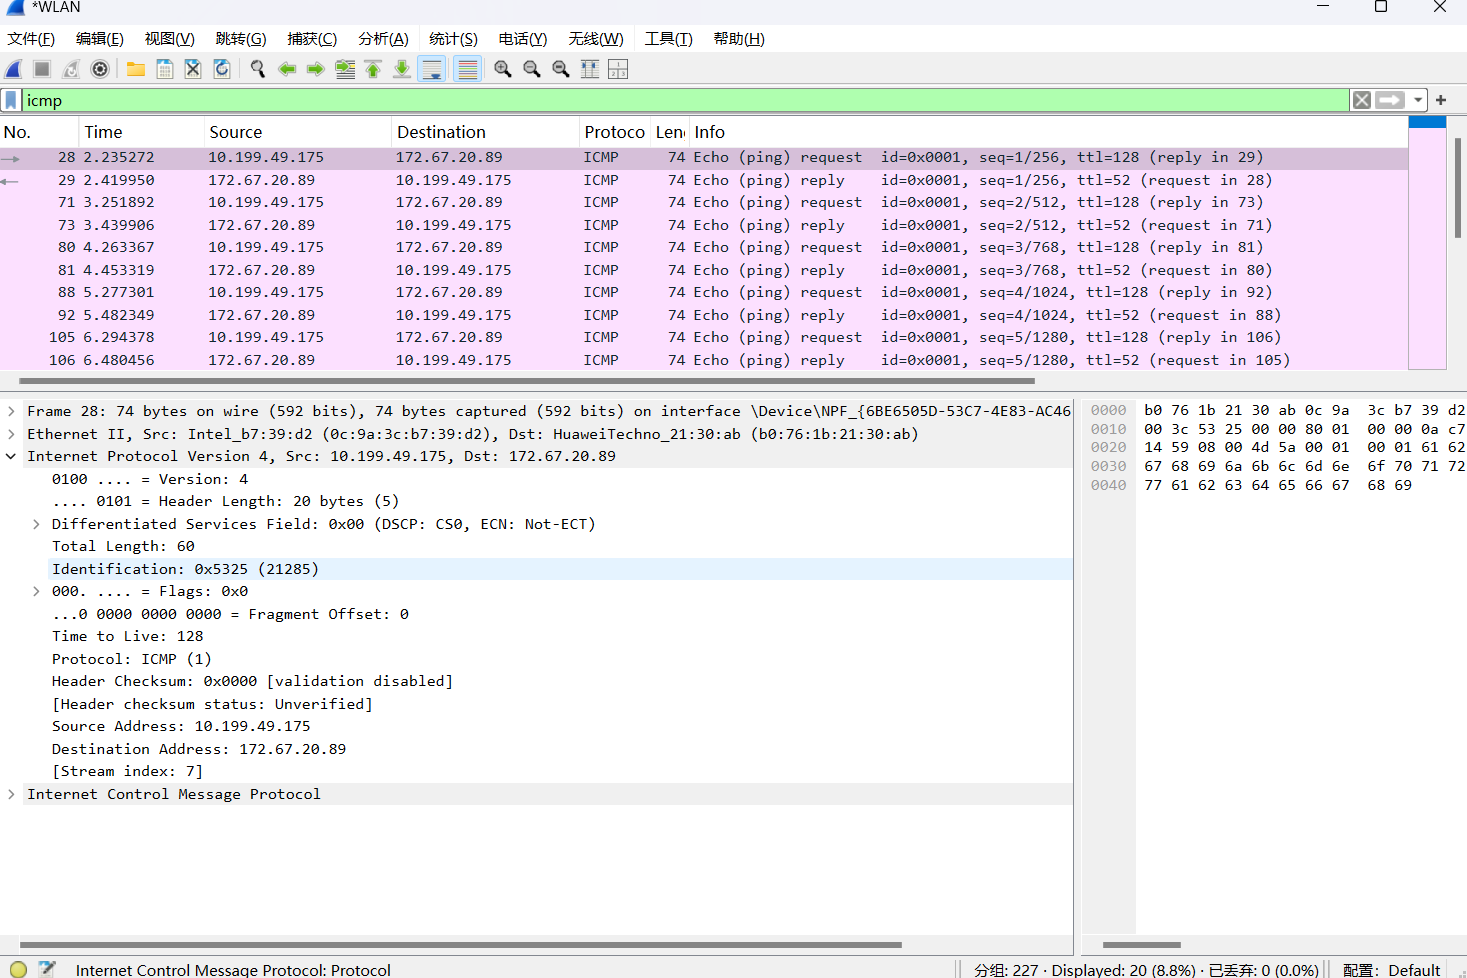 *WLAN
文件(F) 编辑(E) 视图(V) 跳转(G) 捕获(C) 分析(A) 统计(S) 电话(Y) 无线(W) 工具(T) 帮助(H)
icmp
No. Time Source Destination Protoco Len Info
28 2.235272 10.199.49.175 172.67.20.89 ICMP 74 Echo (ping) request id=0x0001, seq=1/256, ttl=128 (reply in 29)
29 2.419950 172.67.20.89 10.199.49.175 ICMP 74 Echo (ping) reply id=0x0001, seq=1/256, ttl=52 (request in 28)
71 3.251892 10.199.49.175 172.67.20.89 ICMP 74 Echo (ping) request id=0x0001, seq=2/512, ttl=128 (reply in 73)
73 3.439906 172.67.20.89 10.199.49.175 ICMP 74 Echo (ping) reply id=0x0001, seq=2/512, ttl=52 (request in 71)
80 4.263367 10.199.49.175 172.67.20.89 ICMP 74 Echo (ping) request id=0x0001, seq=3/768, ttl=128 (reply in 81)
81 4.453319 172.67.20.89 10.199.49.175 ICMP 74 Echo (ping) reply id=0x0001, seq=3/768, ttl=52 (request in 80)
88 5.277301 10.199.49.175 172.67.20.89 ICMP 74 Echo (ping) request id=0x0001, seq=4/1024, ttl=128 (reply in 92)
92 5.482349 172.67.20.89 10.199.49.175 ICMP 74 Echo (ping) reply id=0x0001, seq=4/1024, ttl=52 (request in 88)
105 6.294378 10.199.49.175 172.67.20.89 ICMP 74 Echo (ping) request id=0x0001, seq=5/1280, ttl=128 (reply in 106)
106 6.480456 172.67.20.89 10.199.49.175 ICMP 74 Echo (ping) reply id=0x0001, seq=5/1280, ttl=52 (request in 105)
Frame 28: 74 bytes on wire (592 bits), 74 bytes captured (592 bits) on interface \Device\NPF_{6BE6505D-53C7-4E83-AC46
Ethernet II, Src: Intel_b7:39:d2 (0c:9a:3c:b7:39:d2), Dst: HuaweiTechno_21:30:ab (b0:76:1b:21:30:ab)
Internet Protocol Version 4, Src: 10.199.49.175, Dst: 172.67.20.89
0100 .... = Version: 4
.... 0101 = Header Length: 20 bytes (5)
Differentiated Services Field: 0x00 (DSCP: CS0, ECN: Not-ECT)
Total Length: 60
Identification: 0x5325 (21285)
000. .... = Flags: 0x0
...0 0000 0000 0000 = Fragment Offset: 0
Time to Live: 128
Protocol: ICMP (1)
Header Checksum: 0x0000 [validation disabled]
[Header checksum status: Unverified]
Source Address: 10.199.49.175
Destination Address: 172.67.20.89
[Stream index: 7]
Internet Control Message Protocol
0000 b0 76 1b 21 30 ab 0c 9a 3c b7 39 d2
0010 00 3c 53 25 00 00 80 01 00 00 0a c7
0020 14 59 08 00 4d 5a 00 01 00 01 61 62
0030 67 68 69 6a 6b 6c 6d 6e 6f 70 71 72
0040 77 61 62 63 64 65 66 67 68 69
Internet Control Message Protocol: Protocol
分组: 227 · Displayed: 20 (8.8%) · 已丢弃: 0 (0.0%)
配置: Default